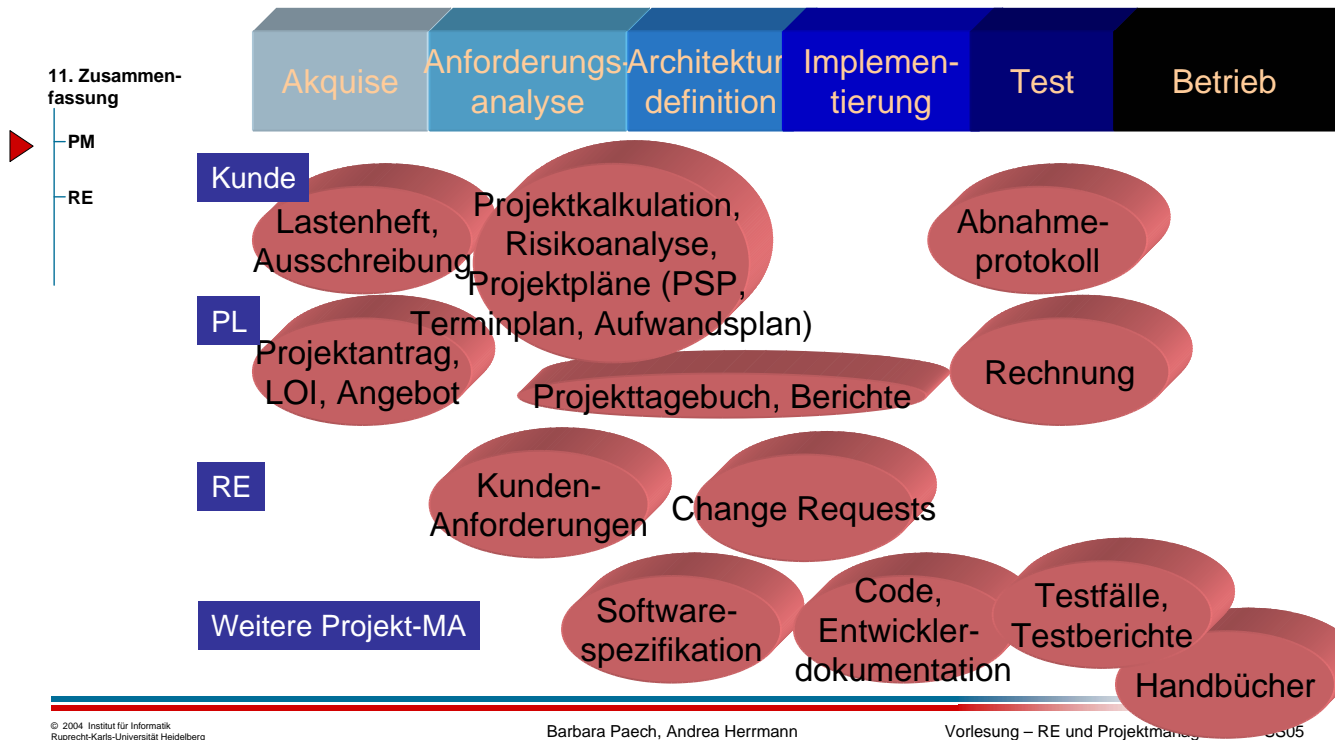 11. Zusammen-
fassung
PM
RE
Akquise
Anforderungs-
analyse
Architektur
definition
Implemen-
tierung
Test
Betrieb
Kunde
Lastenheft,
Ausschreibung
Projektkalkulation,
Risikoanalyse,
Projektpläne (PSP,
Terminplan, Aufwandsplan)
Abnahme-
protokoll
PL
Projektantrag,
LOI, Angebot
Projekttagebuch, Berichte
Rechnung
RE
Kunden-
Anforderungen
Change Requests
Weitere Projekt-MA
Software-
spezifikation
Code,
Entwickler-
dokumentation
Testfälle,
Testberichte
Handbücher
© 2004 Institut für Informatik
Ruprecht-Karls-Universität Heidelberg
Barbara Paech, Andrea Herrmann
Vorlesung – RE und